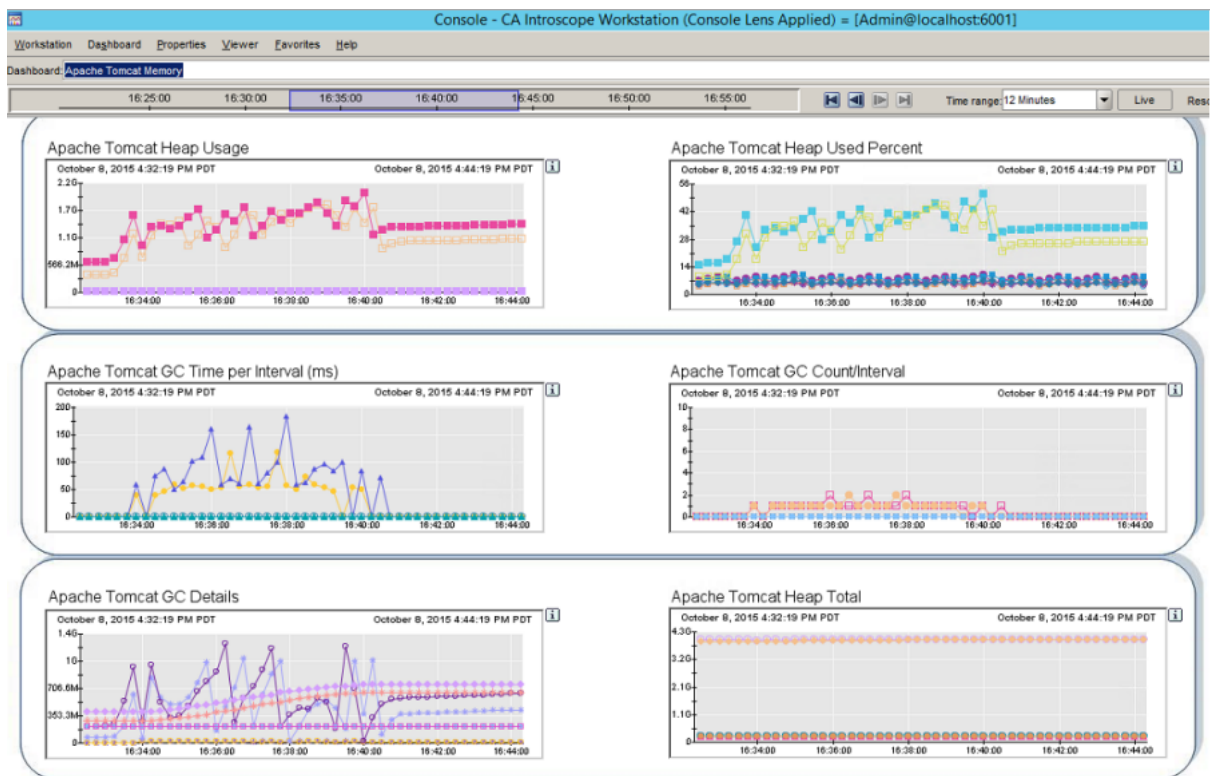 Console - CA Introscope Workstation (Console Lens Applied) = [Admin@localhost:6001]
Workstation Dashboard Properties Viewer Favorites Help
Dashboard: Apache Tomcat Memory
16:25:00 16:30:00 16:35:00 16:40:00 16:45:00 16:50:00 16:55:00 Time range: 12 Minutes Live Reso
Apache Tomcat Heap Usage
October 8, 2015 4:32:19 PM PDT October 8, 2015 4:44:19 PM PDT
2.2G
1.7G
1.1G
566.2M
0
16:34:00 16:36:00 16:38:00 16:40:00 16:42:00 16:44:00
Apache Tomcat Heap Used Percent
October 8, 2015 4:32:19 PM PDT October 8, 2015 4:44:19 PM PDT
56
42
28
14
0
16:34:00 16:36:00 16:38:00 16:40:00 16:42:00 16:44:00
Apache Tomcat GC Time per Interval (ms)
October 8, 2015 4:32:19 PM PDT October 8, 2015 4:44:19 PM PDT
200
150
100
50
0
16:34:00 16:36:00 16:38:00 16:40:00 16:42:00 16:44:00
Apache Tomcat GC Count/Interval
October 8, 2015 4:32:19 PM PDT October 8, 2015 4:44:19 PM PDT
10
8
6
4
2
0
16:34:00 16:36:00 16:38:00 16:40:00 16:42:00 16:44:00
Apache Tomcat GC Details
October 8, 2015 4:32:19 PM PDT October 8, 2015 4:44:19 PM PDT
1.4G
1G
706.6M
353.3M
0
16:34:00 16:36:00 16:38:00 16:40:00 16:42:00 16:44:00
Apache Tomcat Heap Total
October 8, 2015 4:32:19 PM PDT October 8, 2015 4:44:19 PM PDT
4.3G
3.2G
2.1G
1.1G
0
16:34:00 16:36:00 16:38:00 16:40:00 16:42:00 16:44:00